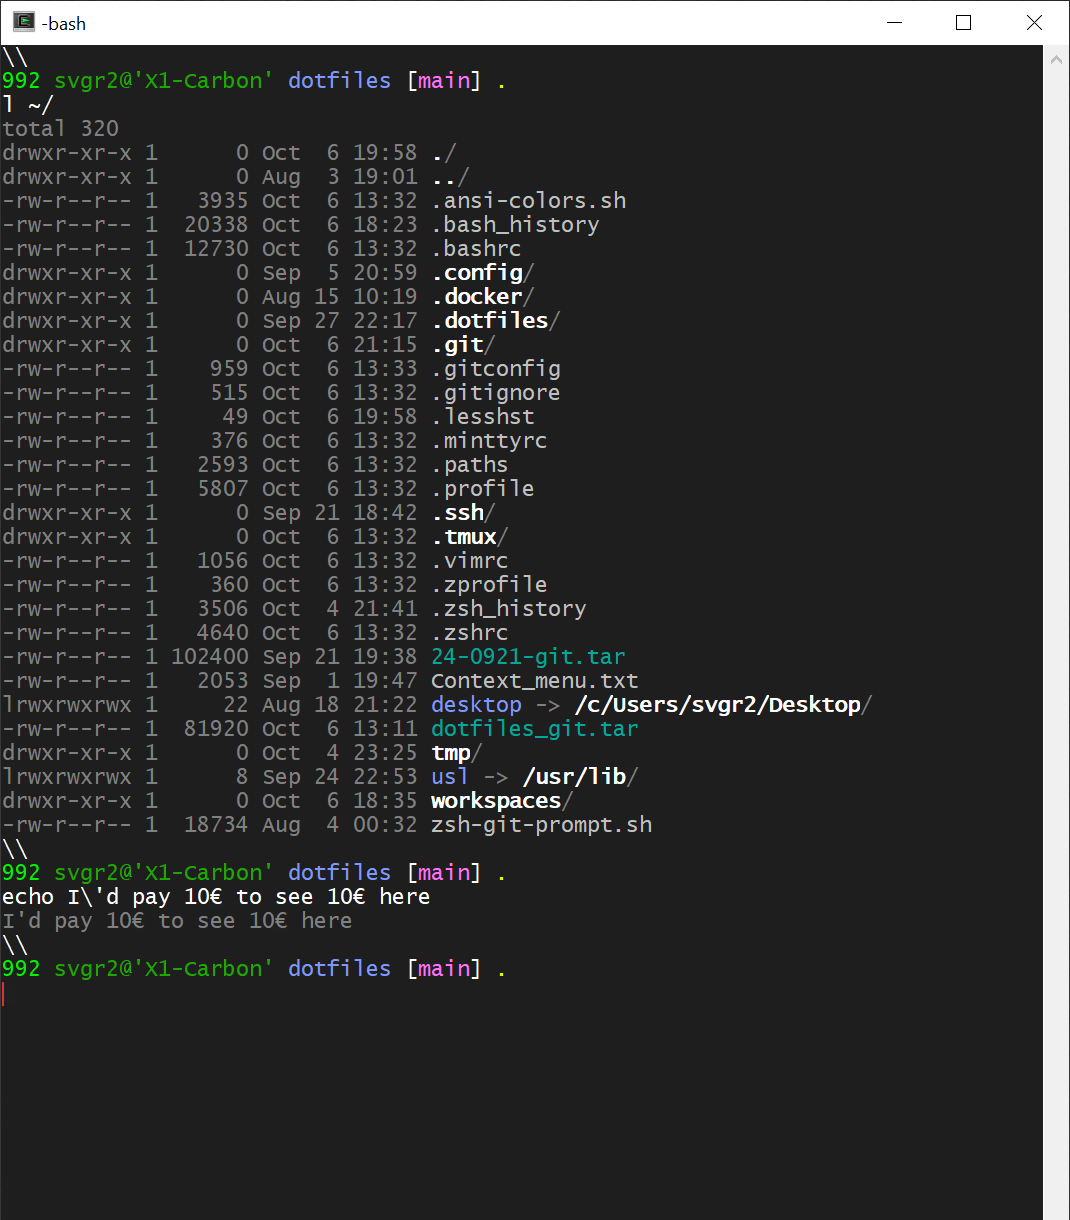 -bash
\\
992 svgr2@'X1-Carbon' dotfiles [main] .
l ~/
total 320
drwxr-xr-x 1      0 Oct  6 19:58 ./
drwxr-xr-x 1      0 Aug  3 19:01 ../
-rw-r--r-- 1   3935 Oct  6 13:32 .ansi-colors.sh
-rw-r--r-- 1  20338 Oct  6 18:23 .bash_history
-rw-r--r-- 1  12730 Oct  6 13:32 .bashrc
drwxr-xr-x 1      0 Sep  5 20:59 .config/
drwxr-xr-x 1      0 Aug 15 10:19 .docker/
drwxr-xr-x 1      0 Sep 27 22:17 .dotfiles/
drwxr-xr-x 1      0 Oct  6 21:15 .git/
-rw-r--r-- 1    959 Oct  6 13:33 .gitconfig
-rw-r--r-- 1    515 Oct  6 13:32 .gitignore
-rw-r--r-- 1     49 Oct  6 19:58 .lesshst
-rw-r--r-- 1    376 Oct  6 13:32 .minttyrc
-rw-r--r-- 1   2593 Oct  6 13:32 .paths
-rw-r--r-- 1   5807 Oct  6 13:32 .profile
drwxr-xr-x 1      0 Sep 21 18:42 .ssh/
drwxr-xr-x 1      0 Oct  6 13:32 .tmux/
-rw-r--r-- 1   1056 Oct  6 13:32 .vimrc
-rw-r--r-- 1    360 Oct  6 13:32 .zprofile
-rw-r--r-- 1   3506 Oct  4 21:41 .zsh_history
-rw-r--r-- 1   4640 Oct  6 13:32 .zshrc
-rw-r--r-- 1 102400 Sep 21 19:38 24-0921-git.tar
-rw-r--r-- 1   2053 Sep  1 19:47 Context_menu.txt
lrwxrwxrwx 1     22 Aug 18 21:22 desktop -> /c/Users/svgr2/Desktop/
-rw-r--r-- 1  81920 Oct  6 13:11 dotfiles_git.tar
drwxr-xr-x 1      0 Oct  4 23:25 tmp/
lrwxrwxrwx 1      8 Sep 24 22:53 usl -> /usr/lib/
drwxr-xr-x 1      0 Oct  6 18:35 workspaces/
-rw-r--r-- 1  18734 Aug  4 00:32 zsh-git-prompt.sh
\\
992 svgr2@'X1-Carbon' dotfiles [main] .
echo I\'d pay 10€ to see 10€ here
I'd pay 10€ to see 10€ here
\\
992 svgr2@'X1-Carbon' dotfiles [main] .